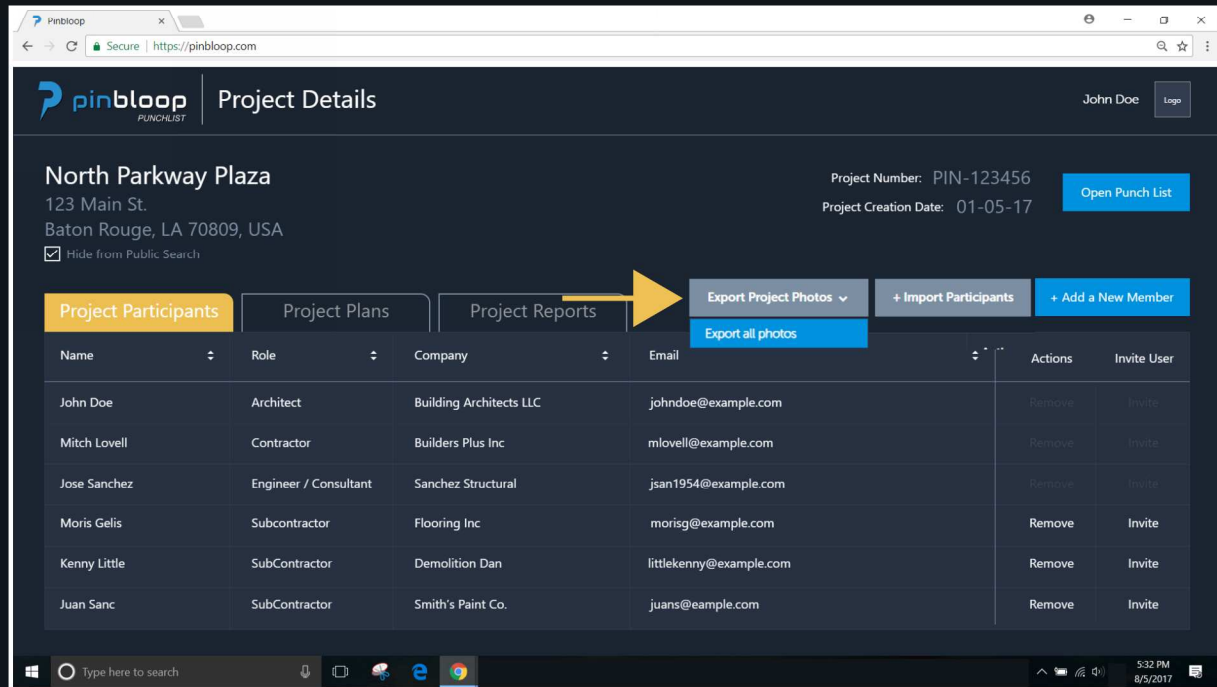 Pinbloop
Secure | https://pinbloop.com
pinbloop
PUNCHLIST
Project Details
John Doe
Logo
North Parkway Plaza
123 Main St.
Baton Rouge, LA 70809, USA
Hide from Public Search
Project Number: PIN-123456
Project Creation Date: 01-05-17
Open Punch List
Project Participants Project Plans Project Reports
Export Project Photos + Import Participants + Add a New Member
Export all photos
Name Role Company Email Actions Invite User
John Doe Architect Building Architects LLC johndoe@example.com Remove Invite
Mitch Lovell Contractor Builders Plus Inc mlovell@example.com Remove Invite
Jose Sanchez Engineer / Consultant Sanchez Structural jsan1954@example.com Remove Invite
Moris Gelis Subcontractor Flooring Inc morisg@example.com Remove Invite
Kenny Little SubContractor Demolition Dan littlekenny@example.com Remove Invite
Juan Sanc SubContractor Smith's Paint Co. juans@eample.com Remove Invite
Type here to search
5:32 PM
8/5/2017